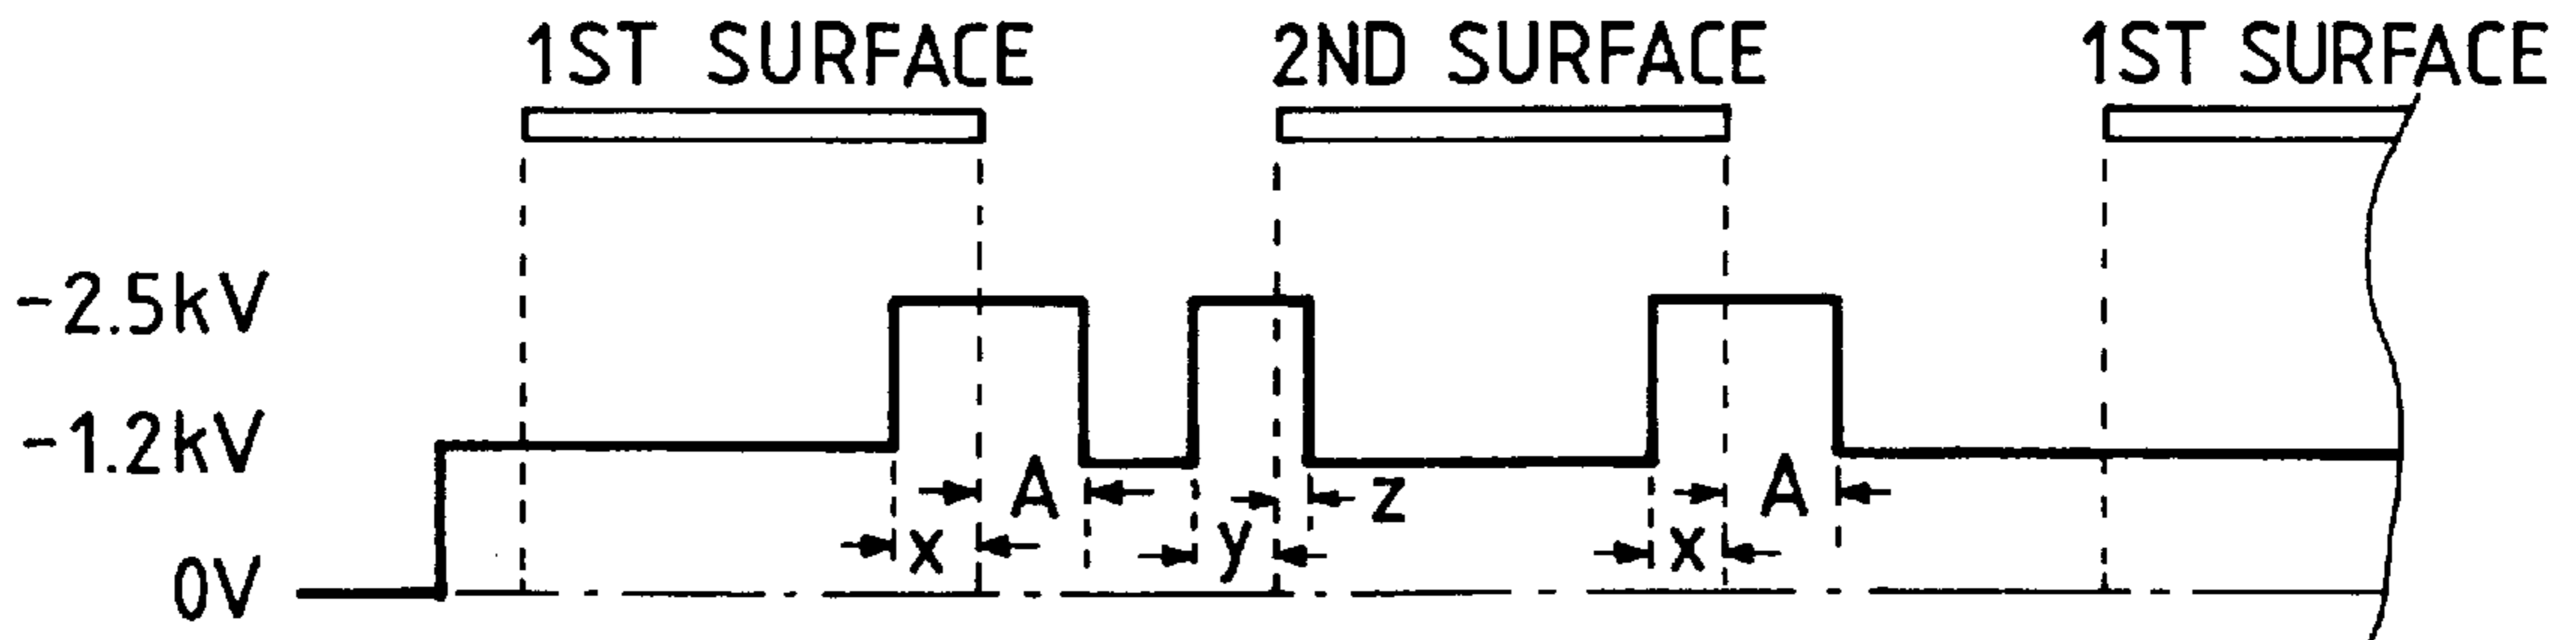 1ST SURFACE
2ND SURFACE
1ST SURFACE
-2.5kV
-1.2kV
0V
A
x
y
z
A
x